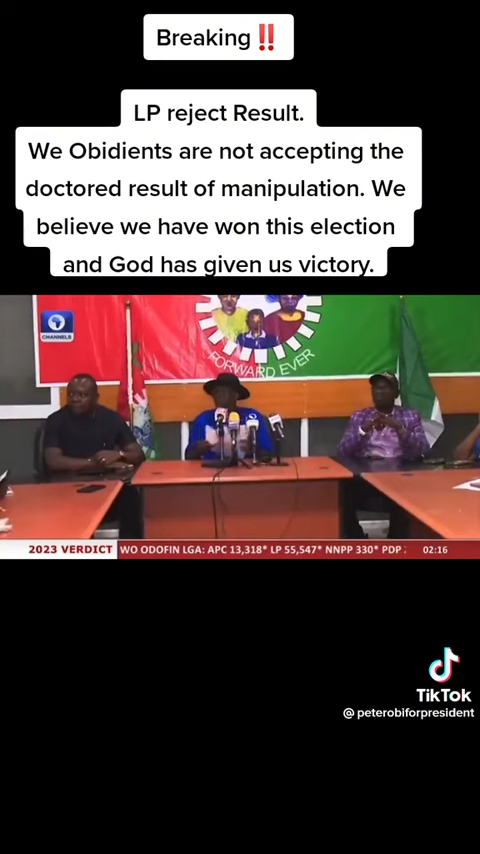 Breaking‼️
LP reject Result.
We Obidients are not accepting the
doctored result of manipulation. We
believe we have won this election
and God has given us victory.
CHANNELS
FORWARD EVER
2023 VERDICT WO ODOFIN LGA: APC 13,318* LP 55,547* NNPP 330* PDP : 02:16
TikTok
@peterobiforpresident